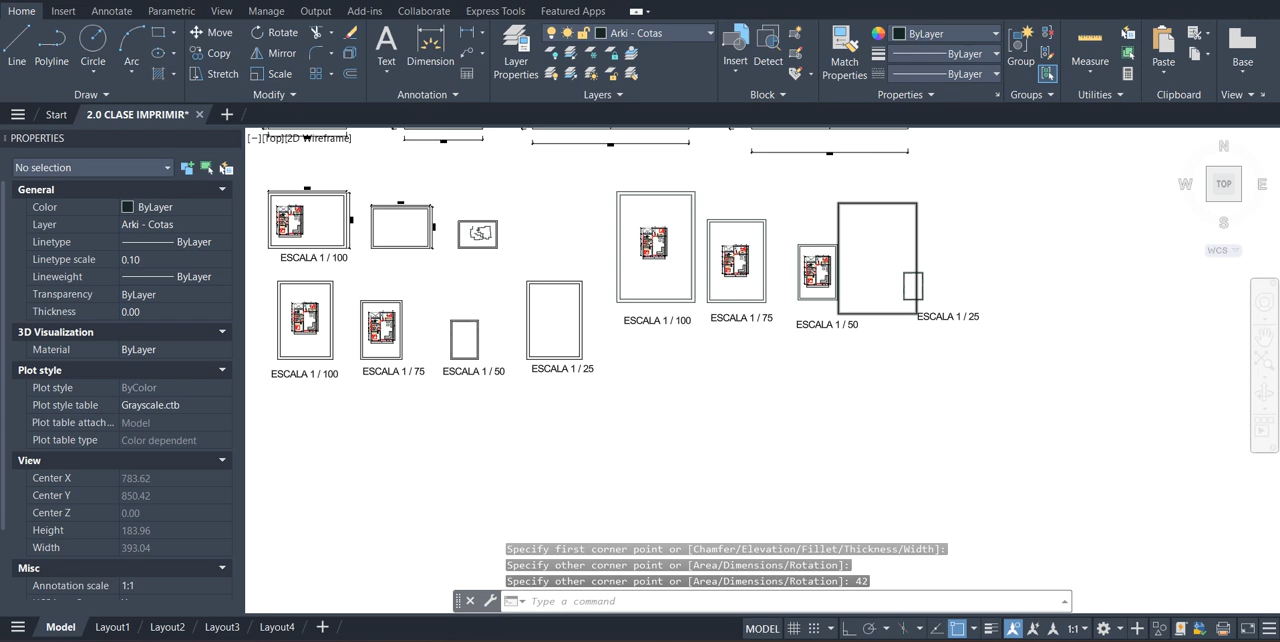 Home Insert Annotate Parametric View Manage Output Add-ins Collaborate Express Tools Featured Apps
Line Polyline Circle Arc
Move Rotate
Copy Mirror
Stretch Scale
Text Dimension
Layer Properties
Arki - Cotas
Insert Detect
Match Properties
ByLayer
ByLayer
ByLayer
Group Measure Paste Base
Draw Modify Annotation Layers Block Properties Groups Utilities Clipboard View
Start 2.0 CLASE IMPRIMIR*
PROPERTIES
[−][Top][2D Wireframe]
No selection
General
Color ByLayer
Layer Arki - Cotas
Linetype ByLayer
Linetype scale 0.10
Lineweight ByLayer
Transparency ByLayer
Thickness 0.00
3D Visualization
Material ByLayer
Plot style
Plot style ByColor
Plot style table Grayscale.ctb
Plot table attach... Model
Plot table type Color dependent
View
Center X 783.62
Center Y 850.42
Center Z 0.00
Height 183.96
Width 393.04
Misc
Annotation scale 1:1
N
W TOP E
S
WCS
ESCALA 1 / 100
ESCALA 1 / 100 ESCALA 1 / 75 ESCALA 1 / 50 ESCALA 1 / 25
ESCALA 1 / 100 ESCALA 1 / 75 ESCALA 1 / 50 ESCALA 1 / 25
Specify first corner point or [Chamfer/Elevation/Fillet/Thickness/Width]:
Specify other corner point or [Area/Dimensions/Rotation]:
Specify other corner point or [Area/Dimensions/Rotation]: 42
Type a command
Model Layout1 Layout2 Layout3 Layout4
MODEL 1:1